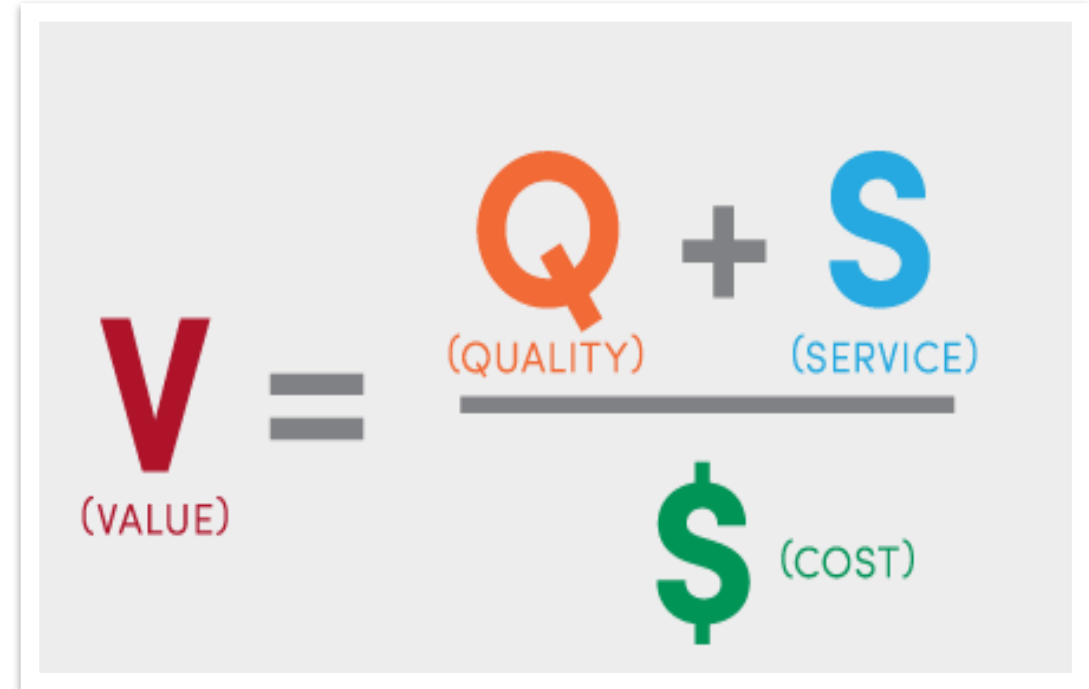 Q + S
(QUALITY) (SERVICE)
V =
(VALUE)
$ (COST)